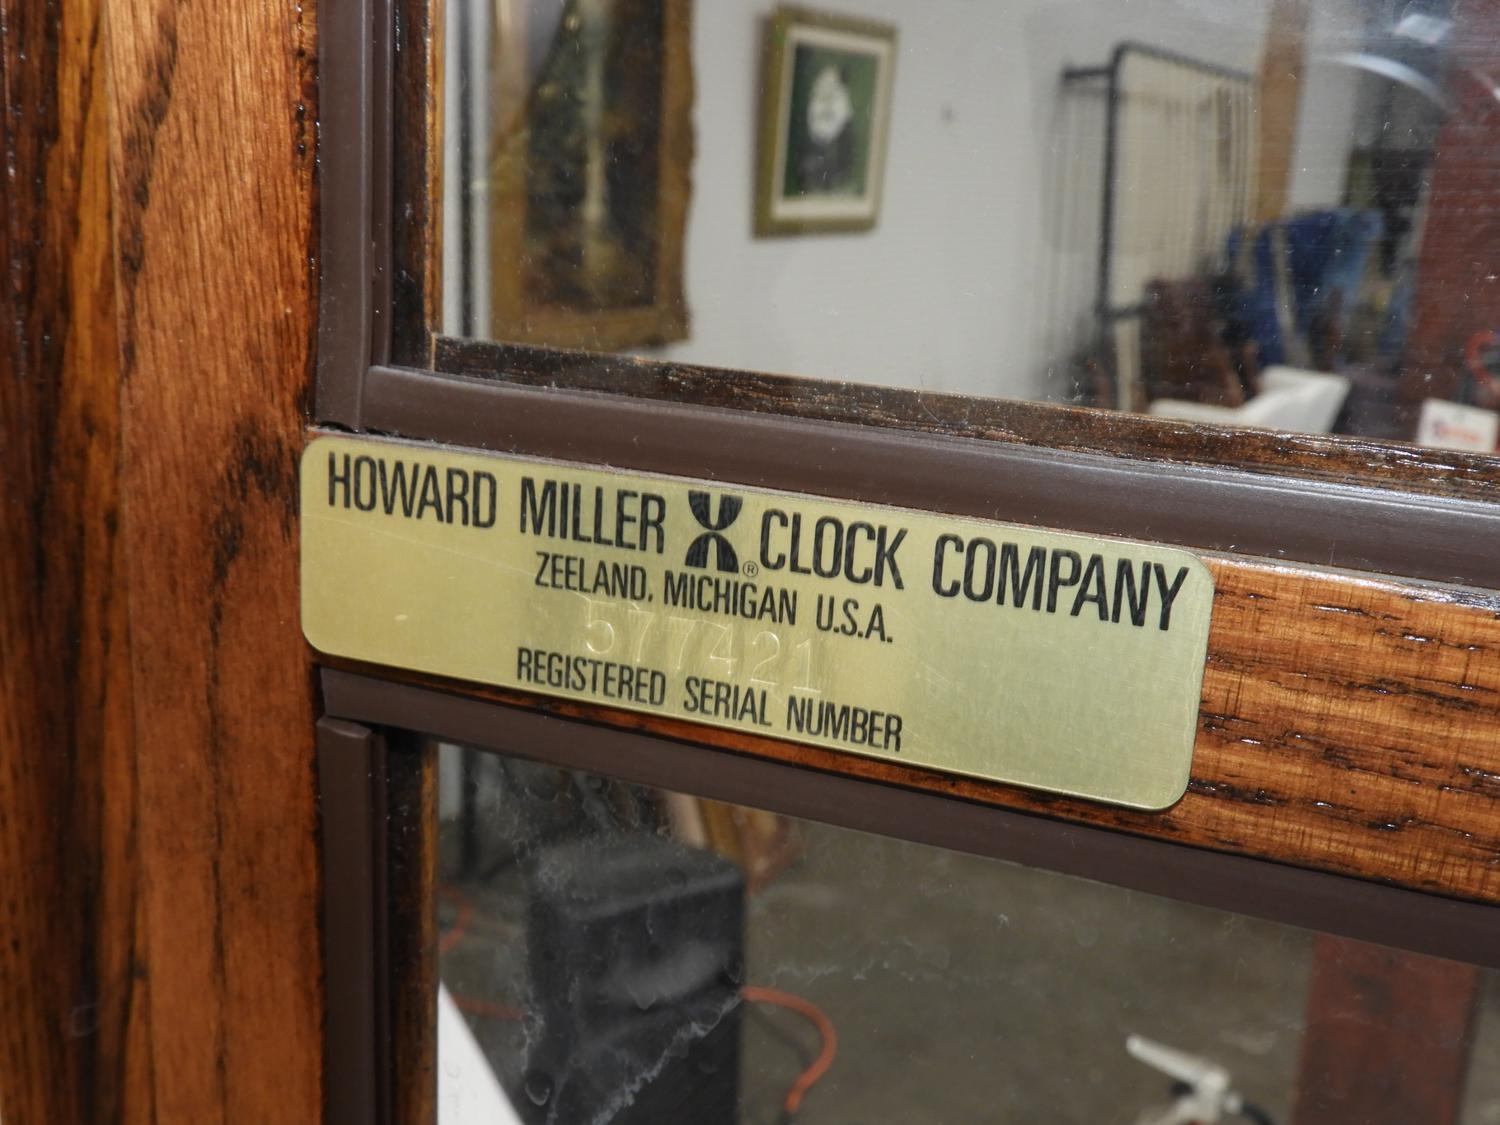 HOWARD MILLER ® CLOCK COMPANY
ZEELAND, MICHIGAN U.S.A.
577421
REGISTERED SERIAL NUMBER